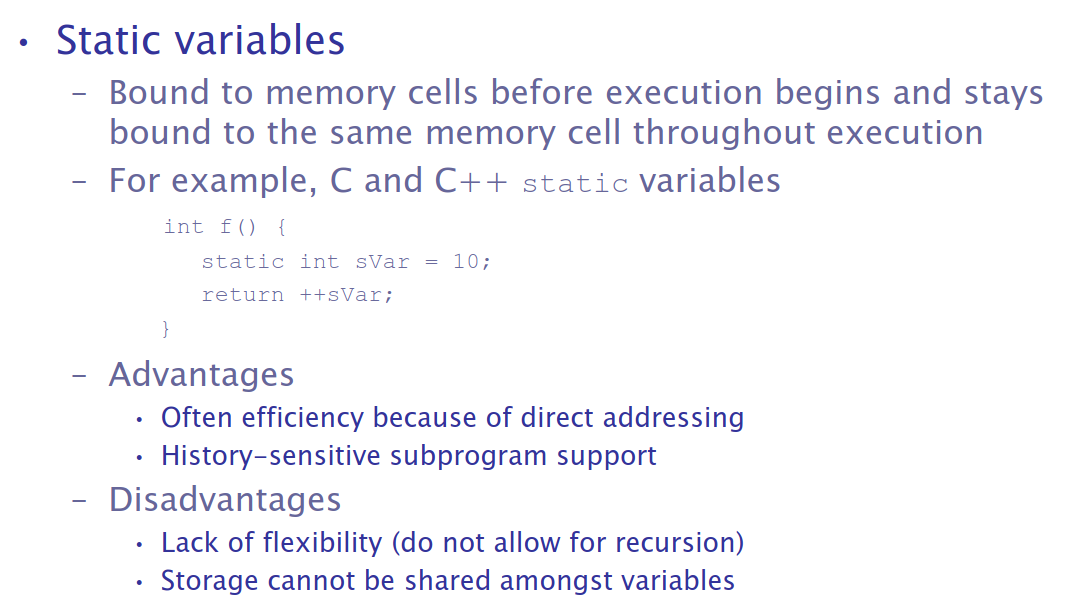 • Static variables
– Bound to memory cells before execution begins and stays
bound to the same memory cell throughout execution
– For example, C and C++ static variables
int f() {
static int sVar = 10;
return ++sVar;
}
– Advantages
• Often efficiency because of direct addressing
• History-sensitive subprogram support
– Disadvantages
• Lack of flexibility (do not allow for recursion)
• Storage cannot be shared amongst variables